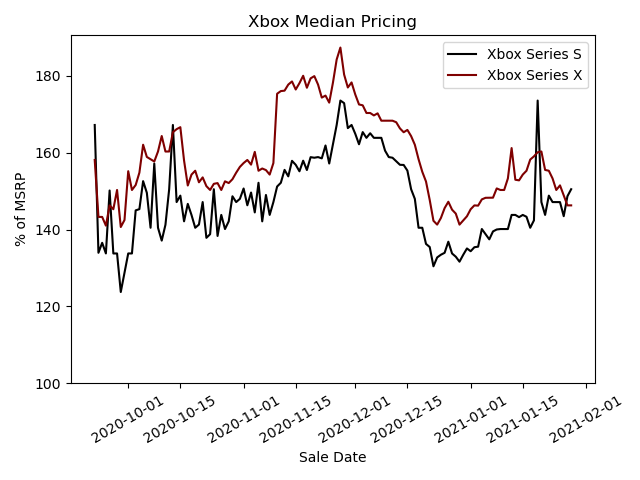 Xbox Median Pricing
Xbox Series S
Xbox Series X
% of MSRP
180
160
140
120
100
2020-10-01
2020-10-15
2020-11-01
2020-11-15
2020-12-01
2020-12-15
2021-01-01
2021-01-15
2021-02-01
Sale Date